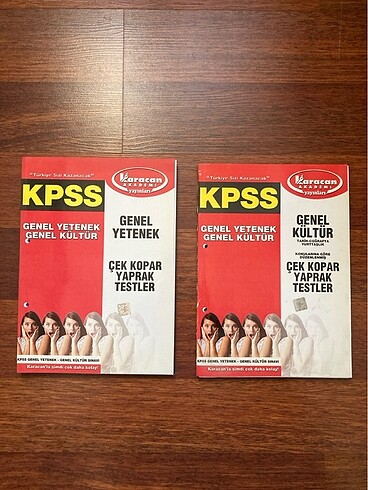 "Türkiye Sizi Kazanacak"
Karacan
AKADEMİ
yayınları
KPSS
GENEL YETENEK
GENEL KÜLTÜR
GENEL
YETENEK
ÇEK KOPAR
YAPRAK
TESTLER
KPSS GENEL YETENEK - GENEL KÜLTÜR SINAVI
Karacan'la şimdi çok daha kolay!
"Türkiye Sizi Kazanacak"
Karacan
AKADEMİ
yayınları
KPSS
GENEL YETENEK
GENEL KÜLTÜR
GENEL
KÜLTÜR
TARİH-COĞRAFYA
YURTTAŞLIK
KONULARINA GÖRE
DÜZENLENMİŞ
ÇEK KOPAR
YAPRAK
TESTLER
KPSS GENEL YETENEK - GENEL KÜLTÜR SINAVI
Karacan'la şimdi çok daha kolay!